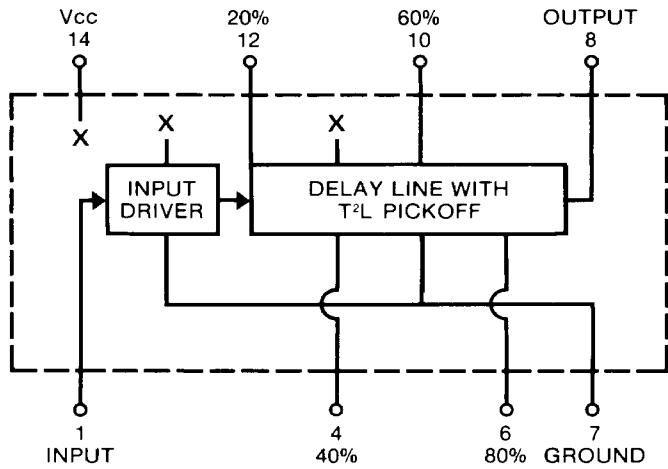 Vcc 20% 60% OUTPUT
14 12 10 8
X X X
INPUT DRIVER
DELAY LINE WITH
T²L PICKOFF
1 4 6 7
INPUT 40% 80% GROUND